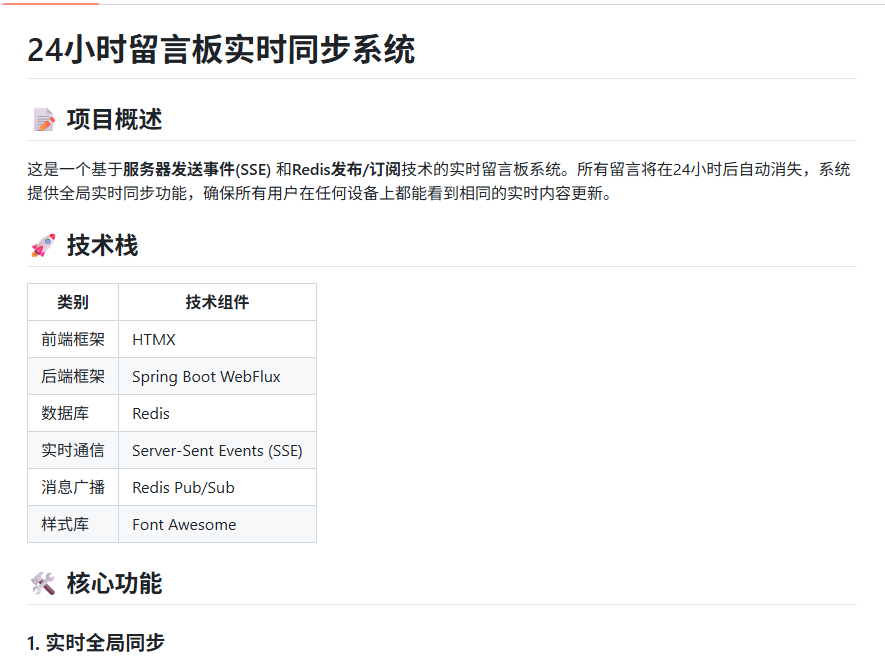 24小时留言板实时同步系统
项目概述
这是一个基于服务器发送事件(SSE) 和Redis发布/订阅技术的实时留言板系统。所有留言将在24小时后自动消失，系统
提供全局实时同步功能，确保所有用户在任何设备上都能看到相同的实时内容更新。
技术栈
类别 技术组件
前端框架 HTMX
后端框架 Spring Boot WebFlux
数据库 Redis
实时通信 Server-Sent Events (SSE)
消息广播 Redis Pub/Sub
样式库 Font Awesome
核心功能
1. 实时全局同步